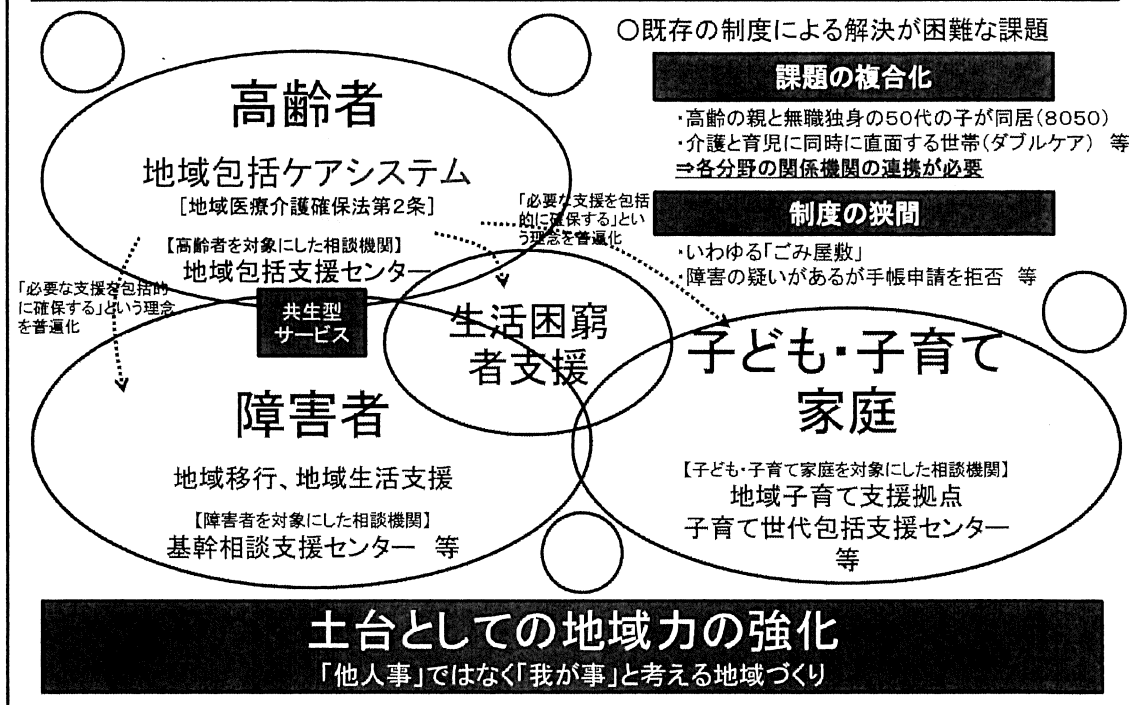 ○既存の制度による解決が困難な課題
課題の複合化
・高齢の親と無職独身の50代の子が同居(8050)
・介護と育児に同時に直面する世帯(ダブルケア) 等
⇒各分野の関係機関の連携が必要
制度の狭間
・いわゆる「ごみ屋敷」
・障害の疑いがあるが手帳申請を拒否 等
高齢者
地域包括ケアシステム
[地域医療介護確保法第2条]
【高齢者を対象にした相談機関】
地域包括支援センター
「必要な支援を包括
的に確保する」とい
う理念を普遍化
「必要な支援を包括的
に確保する」という理念
を普遍化
共生型
サービス
生活困窮
者支援
障害者
地域移行、地域生活支援
【障害者を対象にした相談機関】
基幹相談支援センター 等
子ども・子育て
家庭
【子ども・子育て家庭を対象にした相談機関】
地域子育て支援拠点
子育て世代包括支援センター
等
土台としての地域力の強化
「他人事」ではなく「我が事」と考える地域づくり